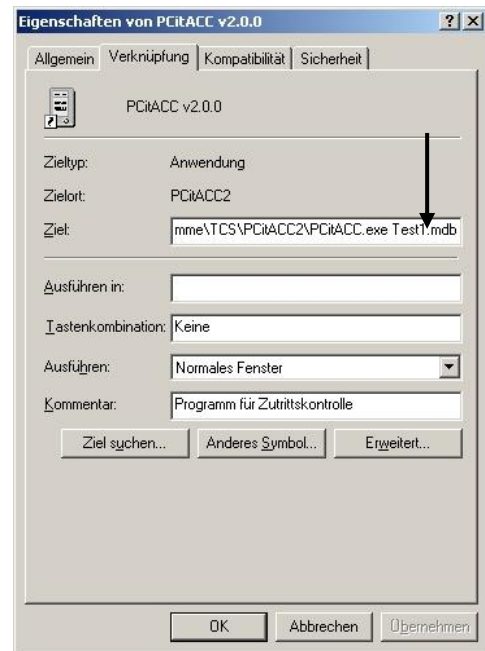 Eigenschaften von PCitACC v2.0.0
Allgemein Verknüpfung Kompatibilität Sicherheit
PCitACC v2.0.0
Zieltyp: Anwendung
Zielort: PCitACC2
Ziel: mme\TCS\PCitACC2\PCitACC.exe Test1.mdb
Ausführen in:
Tastenkombination: Keine
Ausführen: Normales Fenster
Kommentar: Programm für Zutrittskontrolle
Ziel suchen... Anderes Symbol... Erweitert...
OK Abbrechen Übernehmen